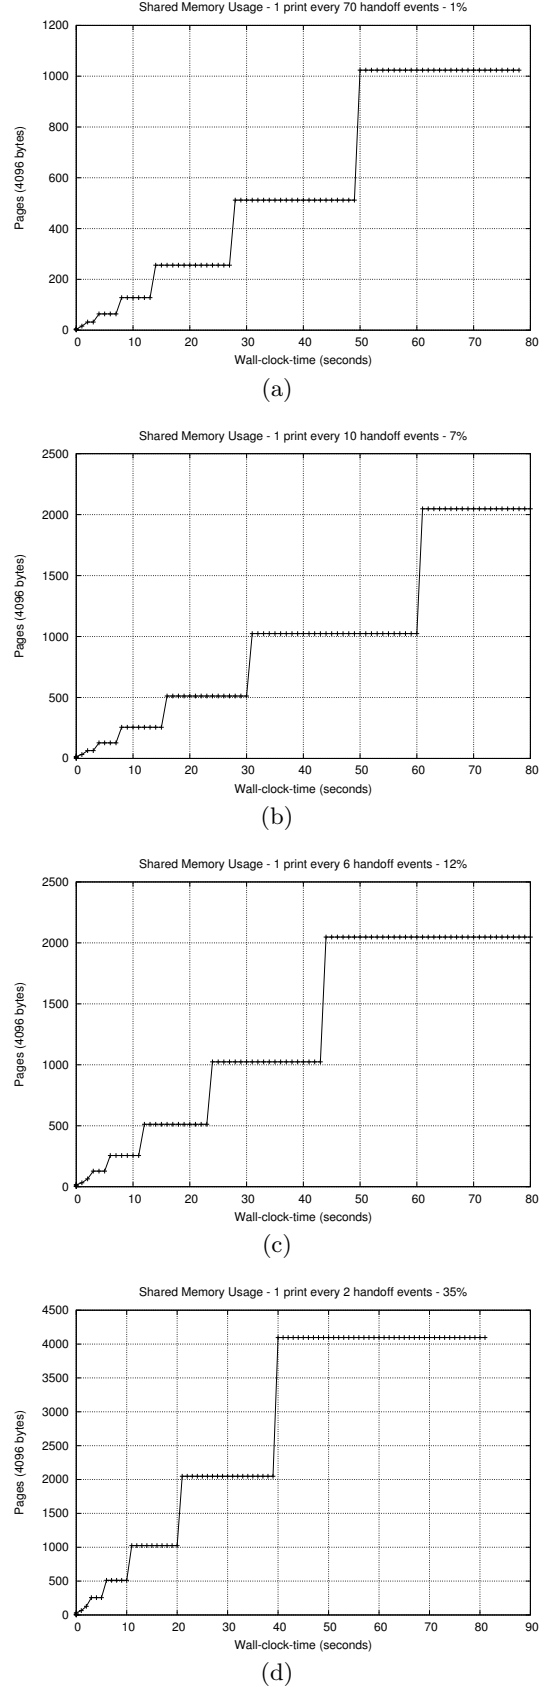 Shared Memory Usage - 1 print every 70 handoff events - 1%
1200
1000
800
600
400
200
0
Pages (4096 bytes)
0 10 20 30 40 50 60 70 80
Wall-clock-time (seconds)
(a)
Shared Memory Usage - 1 print every 10 handoff events - 7%
2500
2000
1500
1000
500
0
Pages (4096 bytes)
0 10 20 30 40 50 60 70 80
Wall-clock-time (seconds)
(b)
Shared Memory Usage - 1 print every 6 handoff events - 12%
2500
2000
1500
1000
500
0
Pages (4096 bytes)
0 10 20 30 40 50 60 70 80
Wall-clock-time (seconds)
(c)
Shared Memory Usage - 1 print every 2 handoff events - 35%
4500
4000
3500
3000
2500
2000
1500
1000
500
0
Pages (4096 bytes)
0 10 20 30 40 50 60 70 80 90
Wall-clock-time (seconds)
(d)